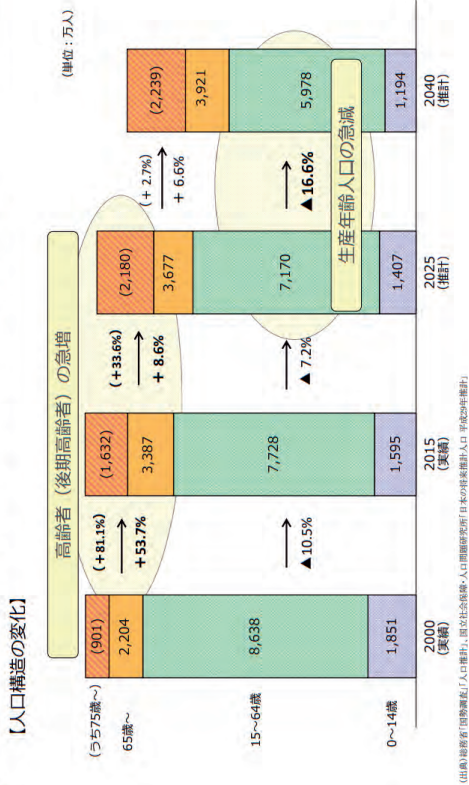 【人口構造の変化】
(単位：万人)
高齢者（後期高齢者）の急増
(うち75歳～)
65歳～
15～64歳
0～14歳
(901)
2,204
8,638
1,851
2000
(実績)
(+81.1%)
+53.7%
▲10.5%
(1,632)
3,387
7,728
1,595
2015
(実績)
(+33.6%)
+ 8.6%
▲ 7.2%
(2,180)
3,677
7,170
1,407
2025
(推計)
(+ 2.7%)
+ 6.6%
▲16.6%
生産年齢人口の急減
(2,239)
3,921
5,978
1,194
2040
(推計)
(出典)総務省「国勢調査」「人口推計」、国立社会保障・人口問題研究所「日本の将来推計人口 平成29年推計」